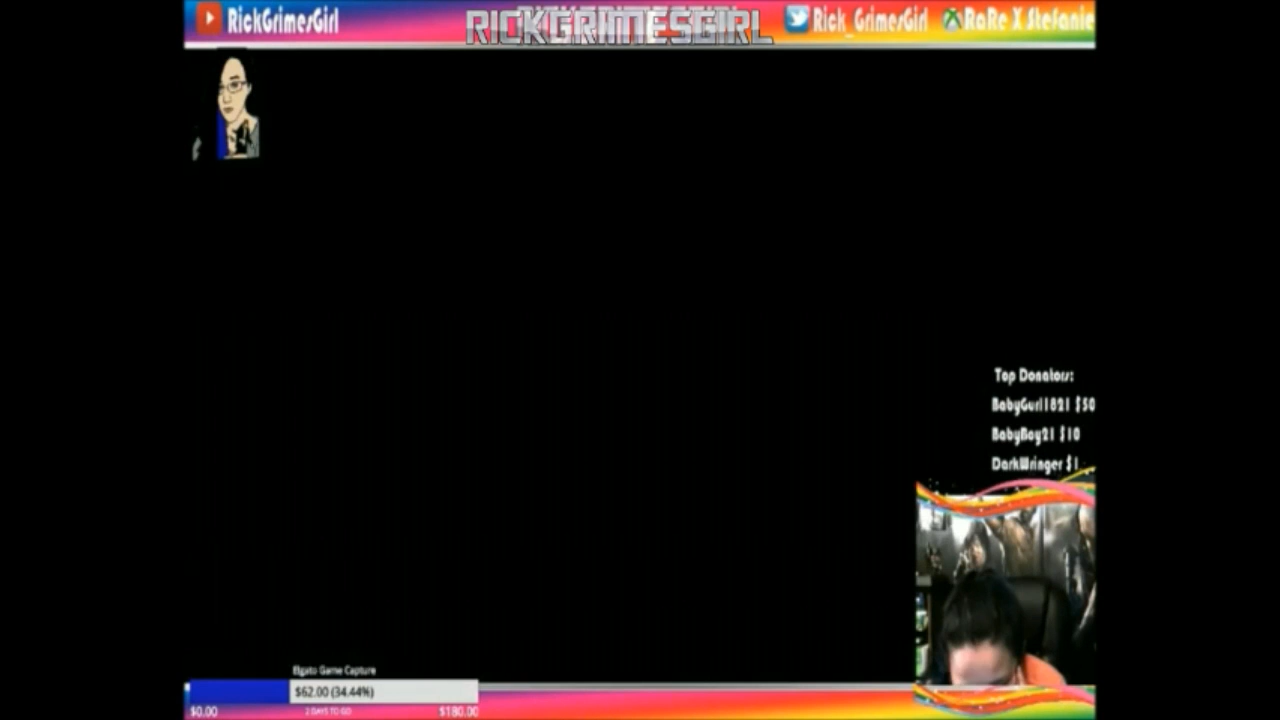 RickGrimesGirl
RICKGRIMESGIRL
Rick_GrimesGirl
RaRe X Stefanie
Top Donators:
BabyGurl1821 $50
BabyBoy21 $10
DarkWringer $1
Elgato Game Capture
$62.00 (34.44%)
$0.00
2 DAYS TO GO
$180.00